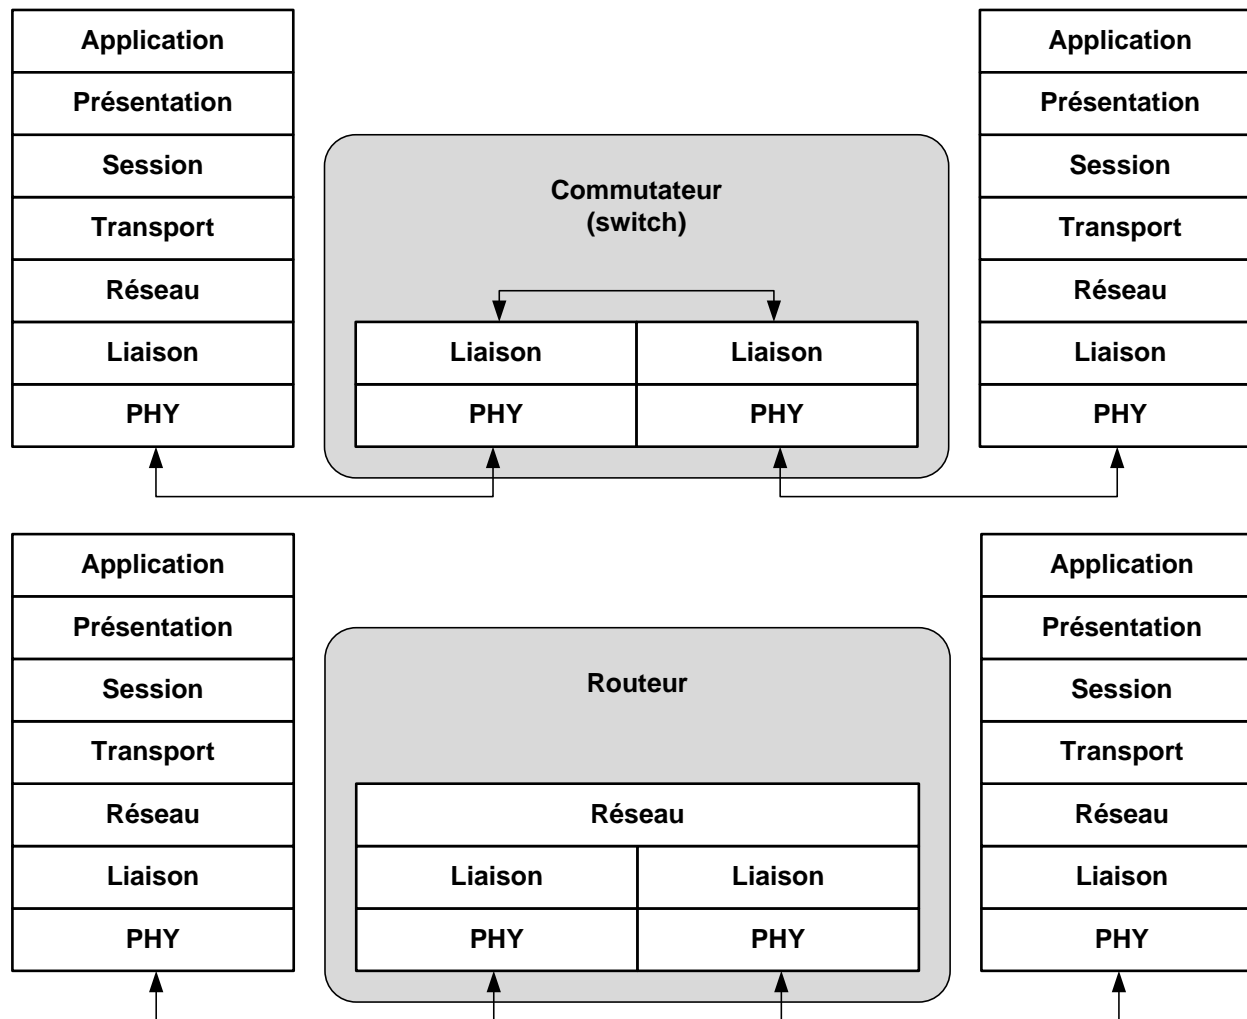 Application
Présentation
Session
Transport
Réseau
Liaison
PHY
Commutateur
(switch)
Liaison
Liaison
PHY
PHY
Application
Présentation
Session
Transport
Réseau
Liaison
PHY
Application
Présentation
Session
Transport
Réseau
Liaison
PHY
Routeur
Réseau
Liaison
Liaison
PHY
PHY
Application
Présentation
Session
Transport
Réseau
Liaison
PHY